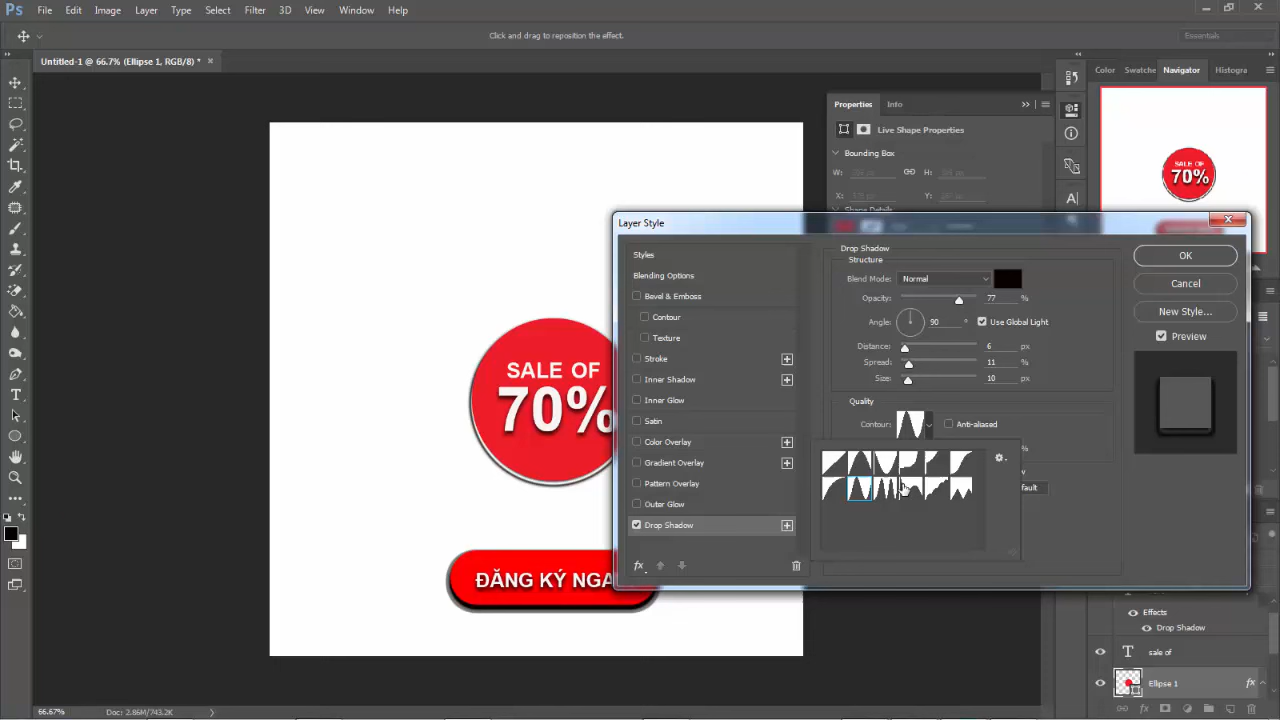 Ps File Edit Image Layer Type Select Filter 3D View Window Help
Click and drag to reposition the effect.
Essentials
Untitled-1 @ 66.7% (Ellipse 1, RGB/8) *
Color Swatche Navigator Histogra
Properties Info
Live Shape Properties
Bounding Box
W: H:
X: Y:
Shape Details
SALE OF
70%
Layer Style
Styles
Blending Options
Bevel & Emboss
Contour
Texture
Stroke
Inner Shadow
Inner Glow
Satin
Color Overlay
Gradient Overlay
Pattern Overlay
Outer Glow
Drop Shadow
fx
Drop Shadow
Structure
Blend Mode: Normal
Opacity: 77 %
Angle: 90 ° Use Global Light
Distance: 6 px
Spread: 11 %
Size: 10 px
Quality
Contour: Anti-aliased
%
fault
OK
Cancel
New Style...
Preview
SALE OF
70%
ĐĂNG KÝ NGA
Effects
Drop Shadow
T sale of
Ellipse 1 fx
66.67% Doc: 2.86M/743.2K